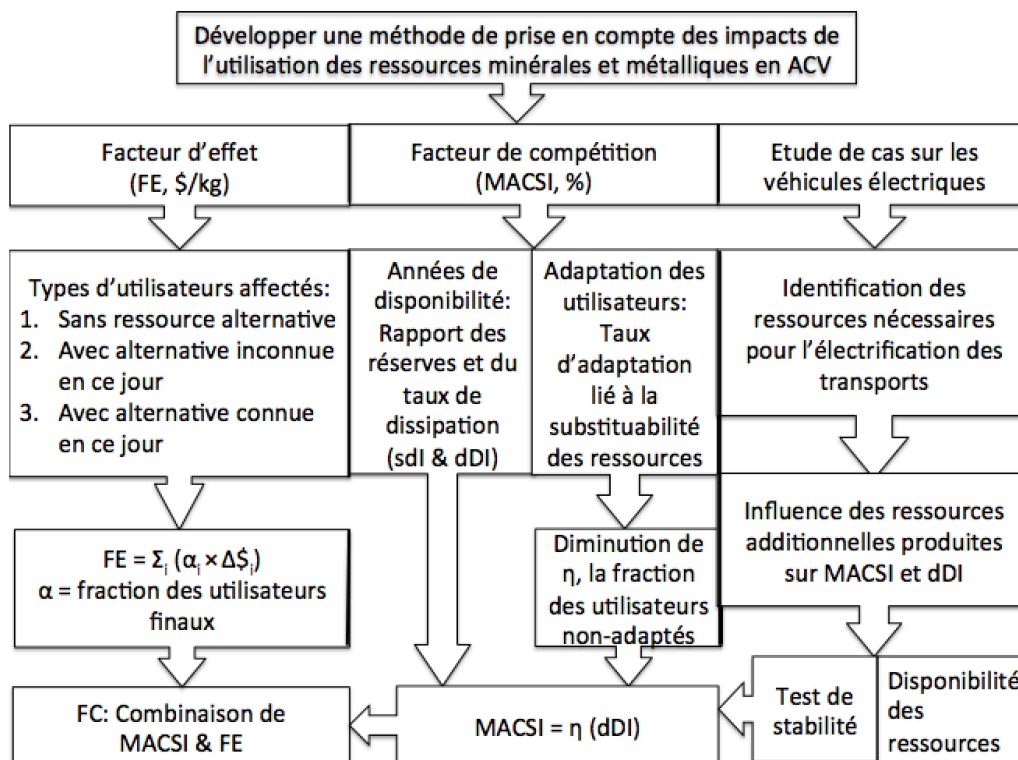 Développer une méthode de prise en compte des impacts de
l'utilisation des ressources minérales et métalliques en ACV
Facteur d'effet
(FE, $/kg)
Facteur de compétition
(MACSI, %)
Etude de cas sur les
véhicules électriques
Types d'utilisateurs affectés:
1. Sans ressource alternative
2. Avec alternative inconnue
en ce jour
3. Avec alternative connue
en ce jour
Années de
disponibilité:
Rapport des
réserves et du
taux de
dissipation
(sdI & dDI)
Adaptation des
utilisateurs:
Taux
d'adaptation
lié à la
substituabilité
des ressources
Identification des
ressources nécessaires
pour l'électrification des
transports
FE = Σi (αi × Δ$i)
α = fraction des utilisateurs
finaux
Diminution de
η, la fraction
des utilisateurs
non-adaptés
Influence des ressources
additionnelles produites
sur MACSI et dDI
FC: Combinaison de
MACSI & FE
MACSI = η (dDI)
Test de
stabilité
Disponibilité
des
ressources